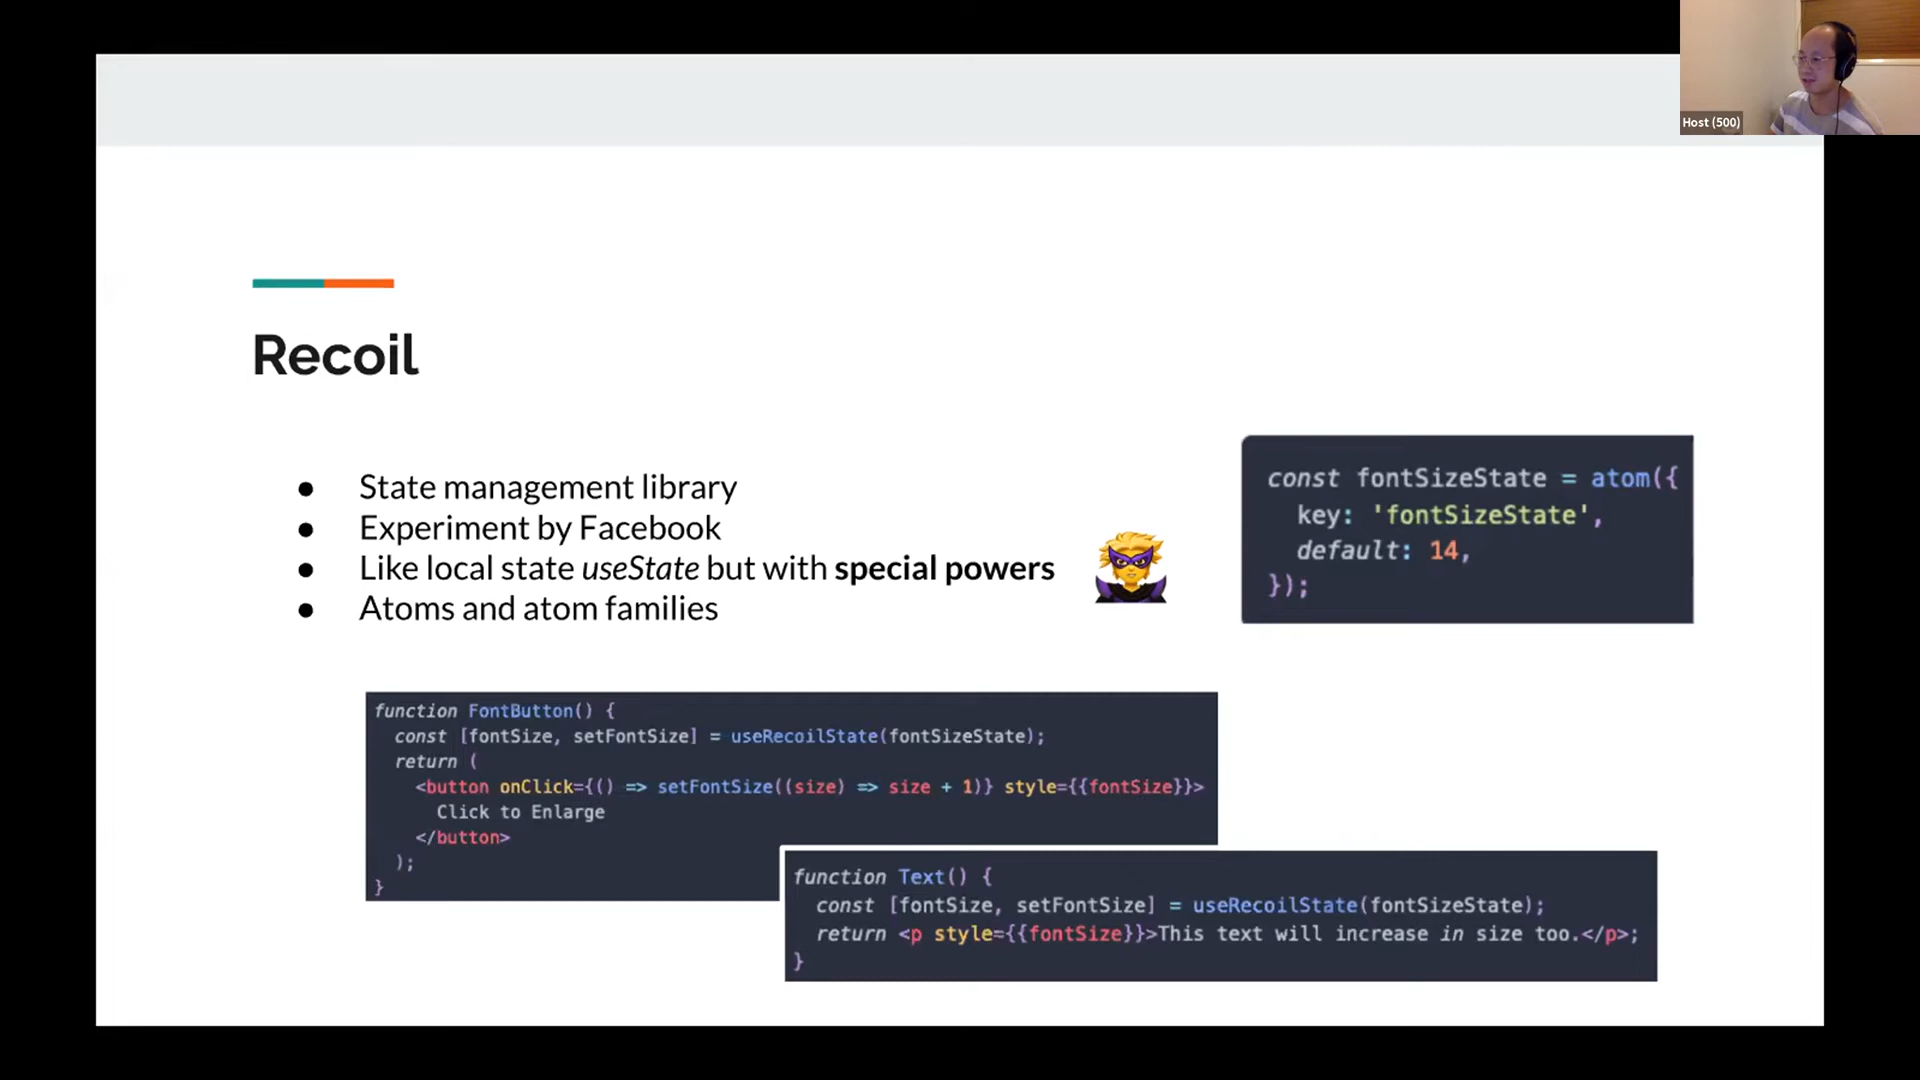 Host (500)
Recoil
● State management library
● Experiment by Facebook
● Like local state useState but with special powers
● Atoms and atom families
const fontSizeState = atom({
  key: 'fontSizeState',
  default: 14,
});
function FontButton() {
  const [fontSize, setFontSize] = useRecoilState(fontSizeState);
  return (
    <button onClick={() => setFontSize((size) => size + 1)} style={{fontSize}}>
      Click to Enlarge
    </button>
  );
}
function Text() {
  const [fontSize, setFontSize] = useRecoilState(fontSizeState);
  return <p style={{fontSize}}>This text will increase in size too.</p>;
}